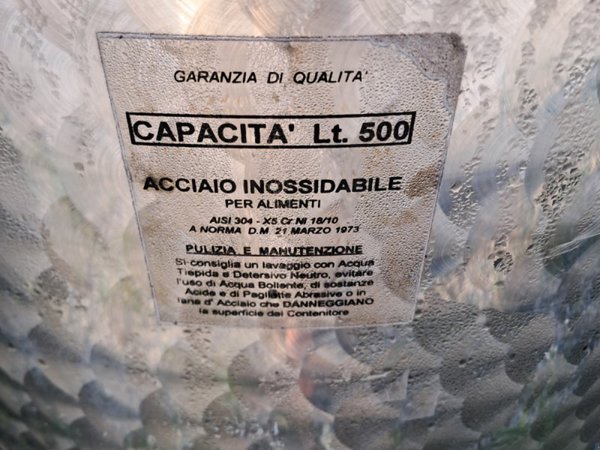 GARANZIA DI QUALITA'
CAPACITA' Lt. 500
ACCIAIO INOSSIDABILE
PER ALIMENTI
AISI 304 - X5 Cr Ni 18/10
A NORMA D.M. 21 MARZO 1973
PULIZIA E MANUTENZIONE
Si consiglia un lavaggio con Acqua
Tiepida e Detersivo Neutro, evitare
l'uso di Acqua Bollente, di sostanze
Acide e di Pagliette Abrasive o in
lana d' Acciaio che DANNEGGIANO
la superficie del Contenitore